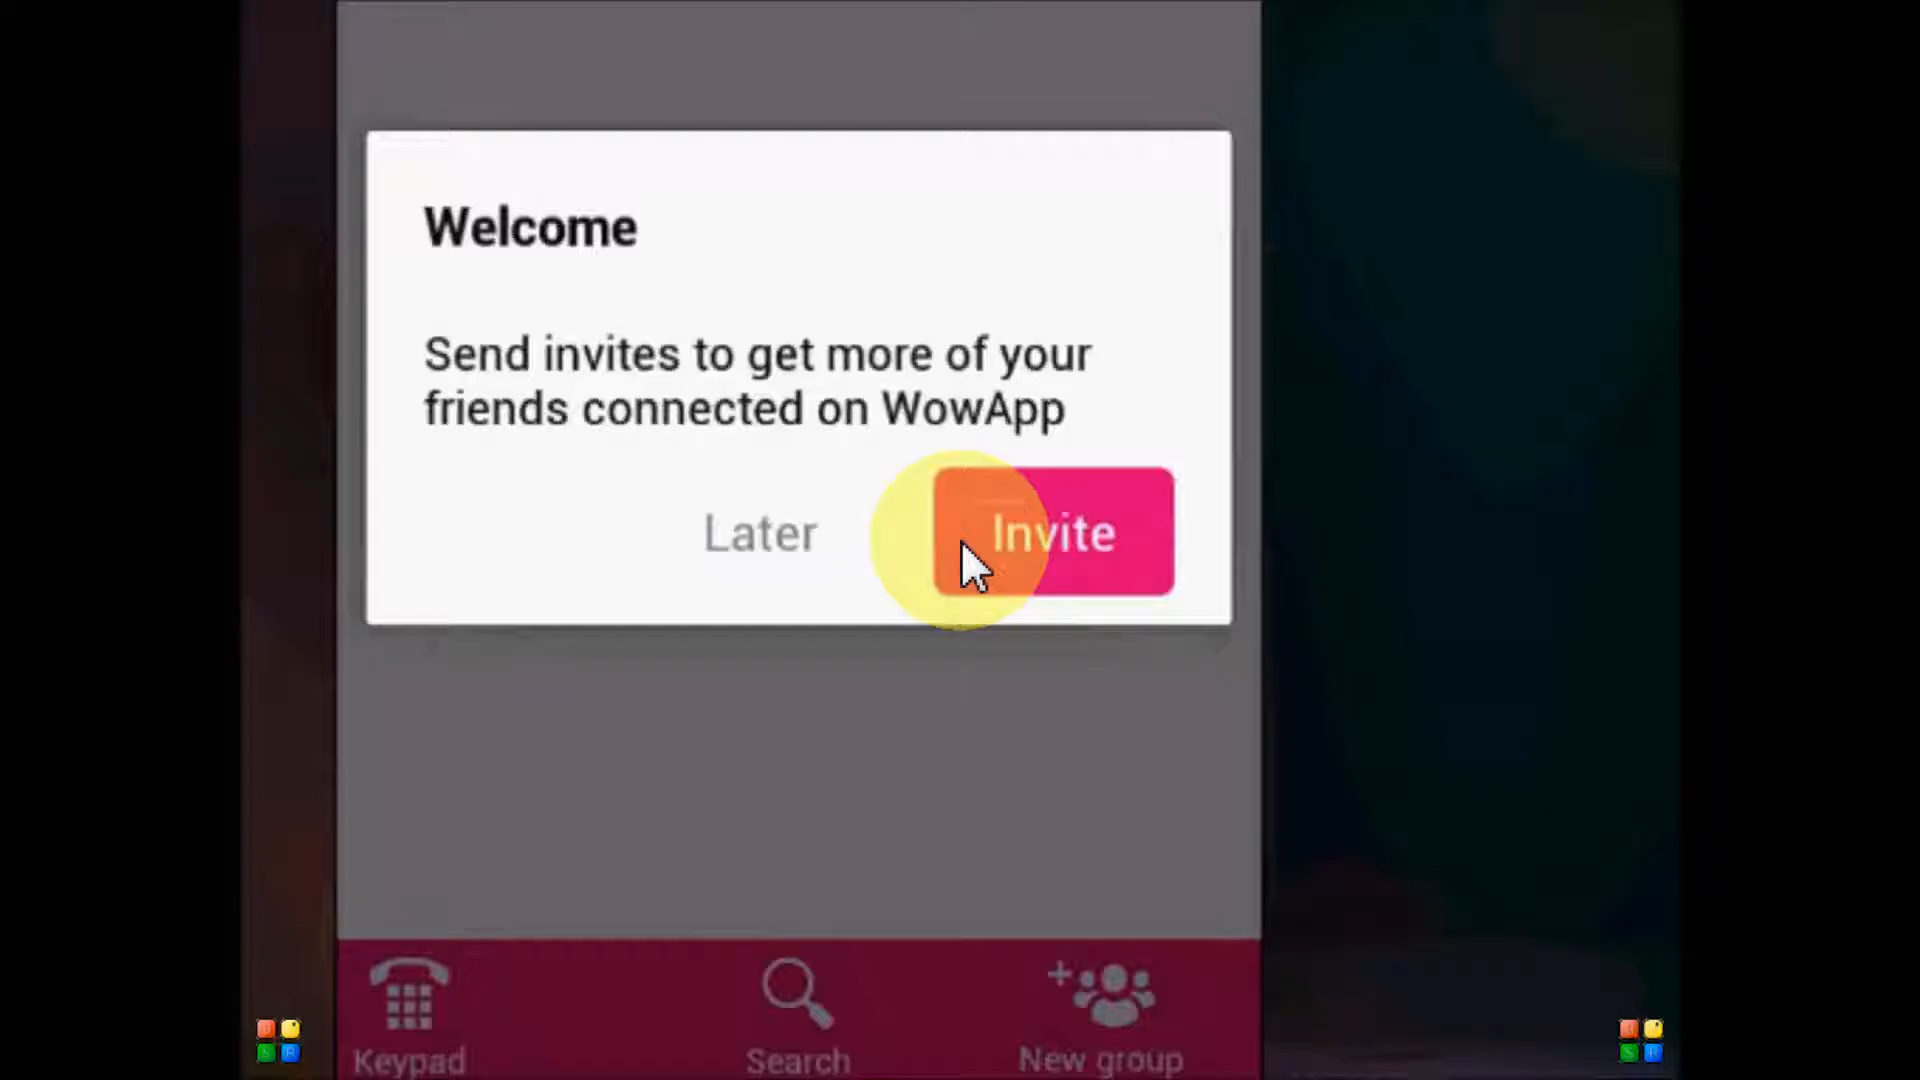 Welcome
Send invites to get more of your
friends connected on WowApp
Later
Invite
Keypad
Search
New group